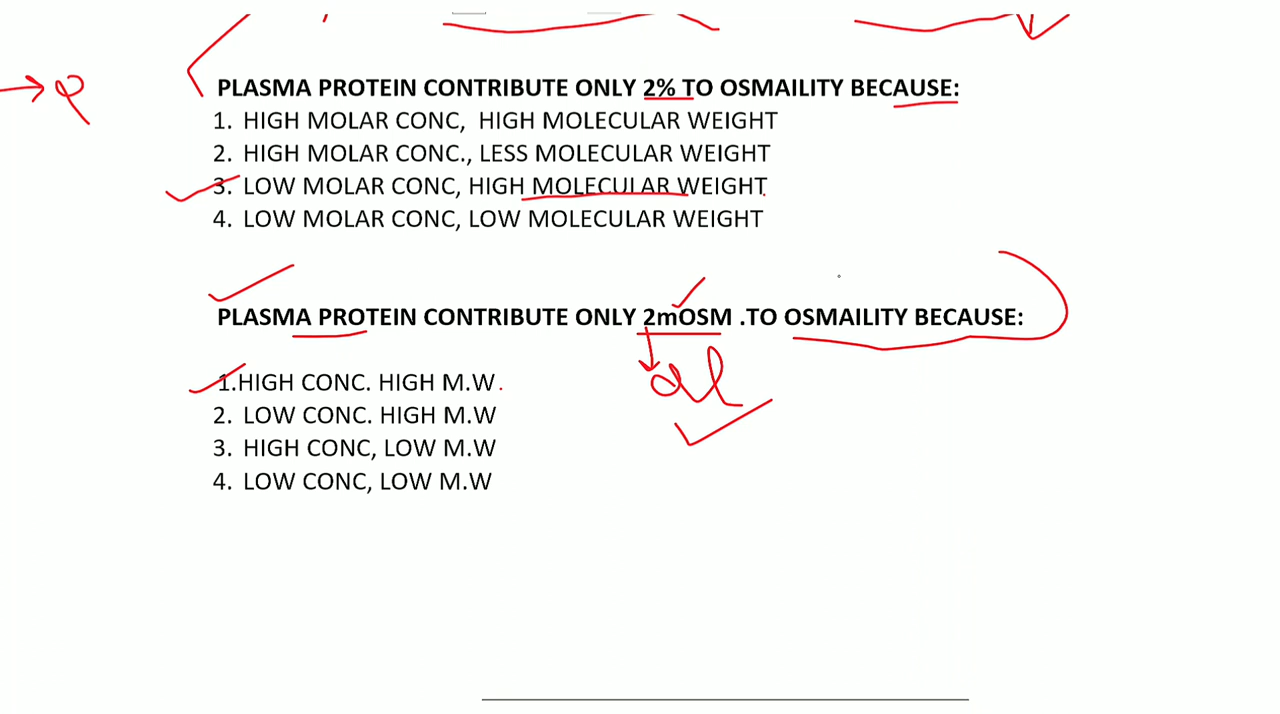 PLASMA PROTEIN CONTRIBUTE ONLY 2% TO OSMAILITY BECAUSE:
1. HIGH MOLAR CONC, HIGH MOLECULAR WEIGHT
2. HIGH MOLAR CONC., LESS MOLECULAR WEIGHT
3. LOW MOLAR CONC, HIGH MOLECULAR WEIGHT
4. LOW MOLAR CONC, LOW MOLECULAR WEIGHT
PLASMA PROTEIN CONTRIBUTE ONLY 2mOSM .TO OSMAILITY BECAUSE:
1.HIGH CONC. HIGH M.W
2. LOW CONC. HIGH M.W
3. HIGH CONC, LOW M.W
4. LOW CONC, LOW M.W